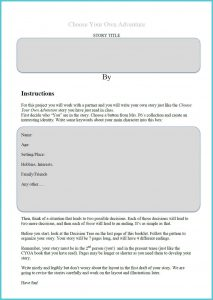 Choose Your Own Adventure
STORY TITLE
By
Instructions
For this project you will work with a partner and you will write your own story just like the Choose
Your Own Adventure story you have just read in class.
First decide who "You" are in the story. Choose a button from Mrs. P's collection and create an
interesting identity. Write some keywords about your main character into this box:
Name:
Age:
Setting/Place:
Hobbies, Interests,
Family/Friends
Any other …
Then, think of a situation that leads to two possible decisions. Each of these decisions will lead
to two more decisions, and then each of those will lead to an ending. It's as simple as that.
Before you start, look at the Decision Tree on the last page of this booklet. Follow the pattern to
organize your story. Your story will be 7 pages long, and will have 4 different endings.
Remember, your story must be in the 2nd person (you!) and in the present tense (just like the
CYOA book that you have used). Pages may be longer or shorter as you need them to develop
your story.
Write nicely and legibly but don't worry about the layout in the first draft of your story. We are
going to revise the stories carefully and work on the layout and illustrations later.
Have fun!